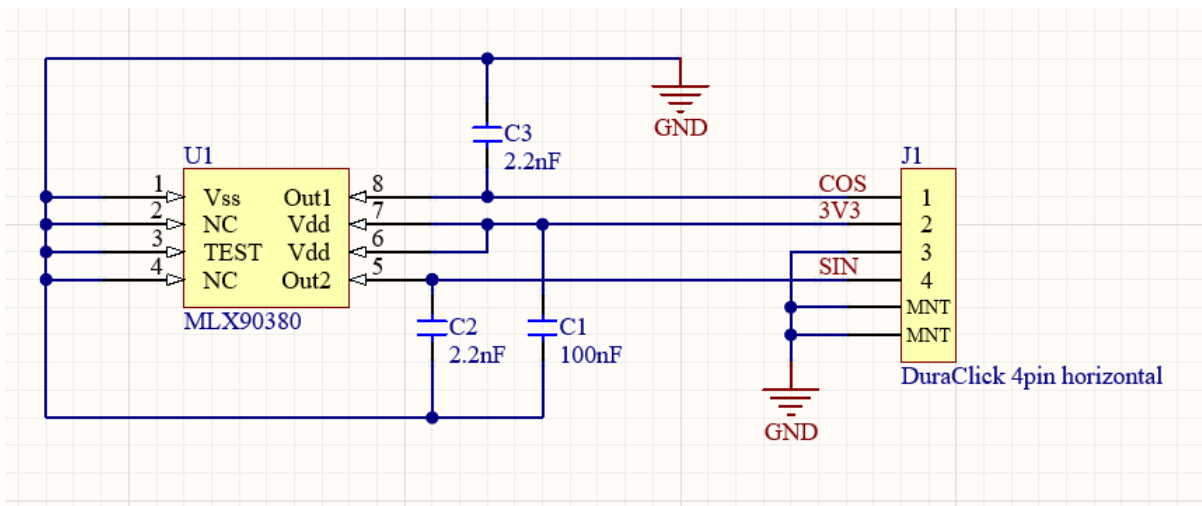 C3
2.2nF
GND
U1
1 Vss Out1 8
2 NC Vdd 7
3 TEST Vdd 6
4 NC Out2 5
MLX90380
COS
3V3
SIN
J1
1
2
3
4
MNT
MNT
DuraClick 4pin horizontal
C2
2.2nF
C1
100nF
GND